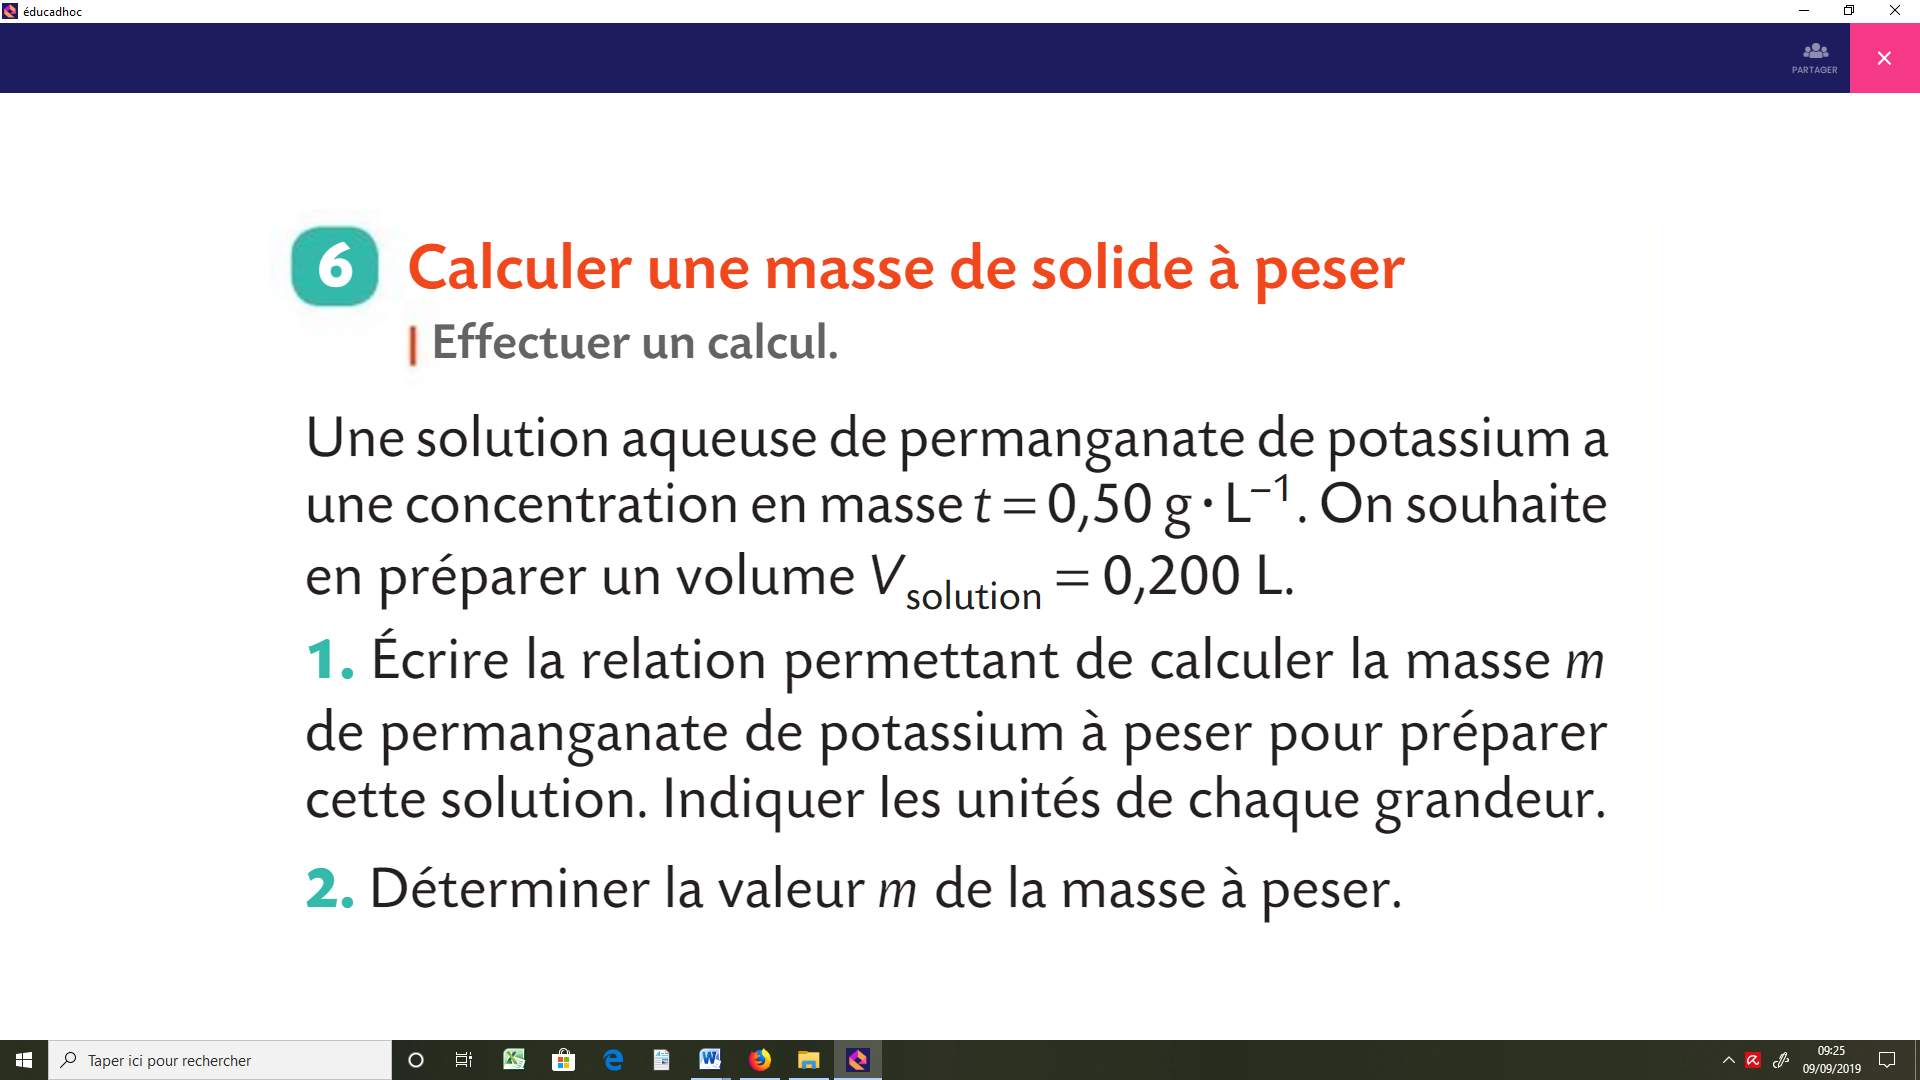 éducadhoc
PARTAGER
6 Calculer une masse de solide à peser
Effectuer un calcul.
Une solution aqueuse de permanganate de potassium a
une concentration en masse t = 0,50 g · L⁻¹. On souhaite
en préparer un volume V solution = 0,200 L.
1. Écrire la relation permettant de calculer la masse m
de permanganate de potassium à peser pour préparer
cette solution. Indiquer les unités de chaque grandeur.
2. Déterminer la valeur m de la masse à peser.
Taper ici pour rechercher
09:25
09/09/2019